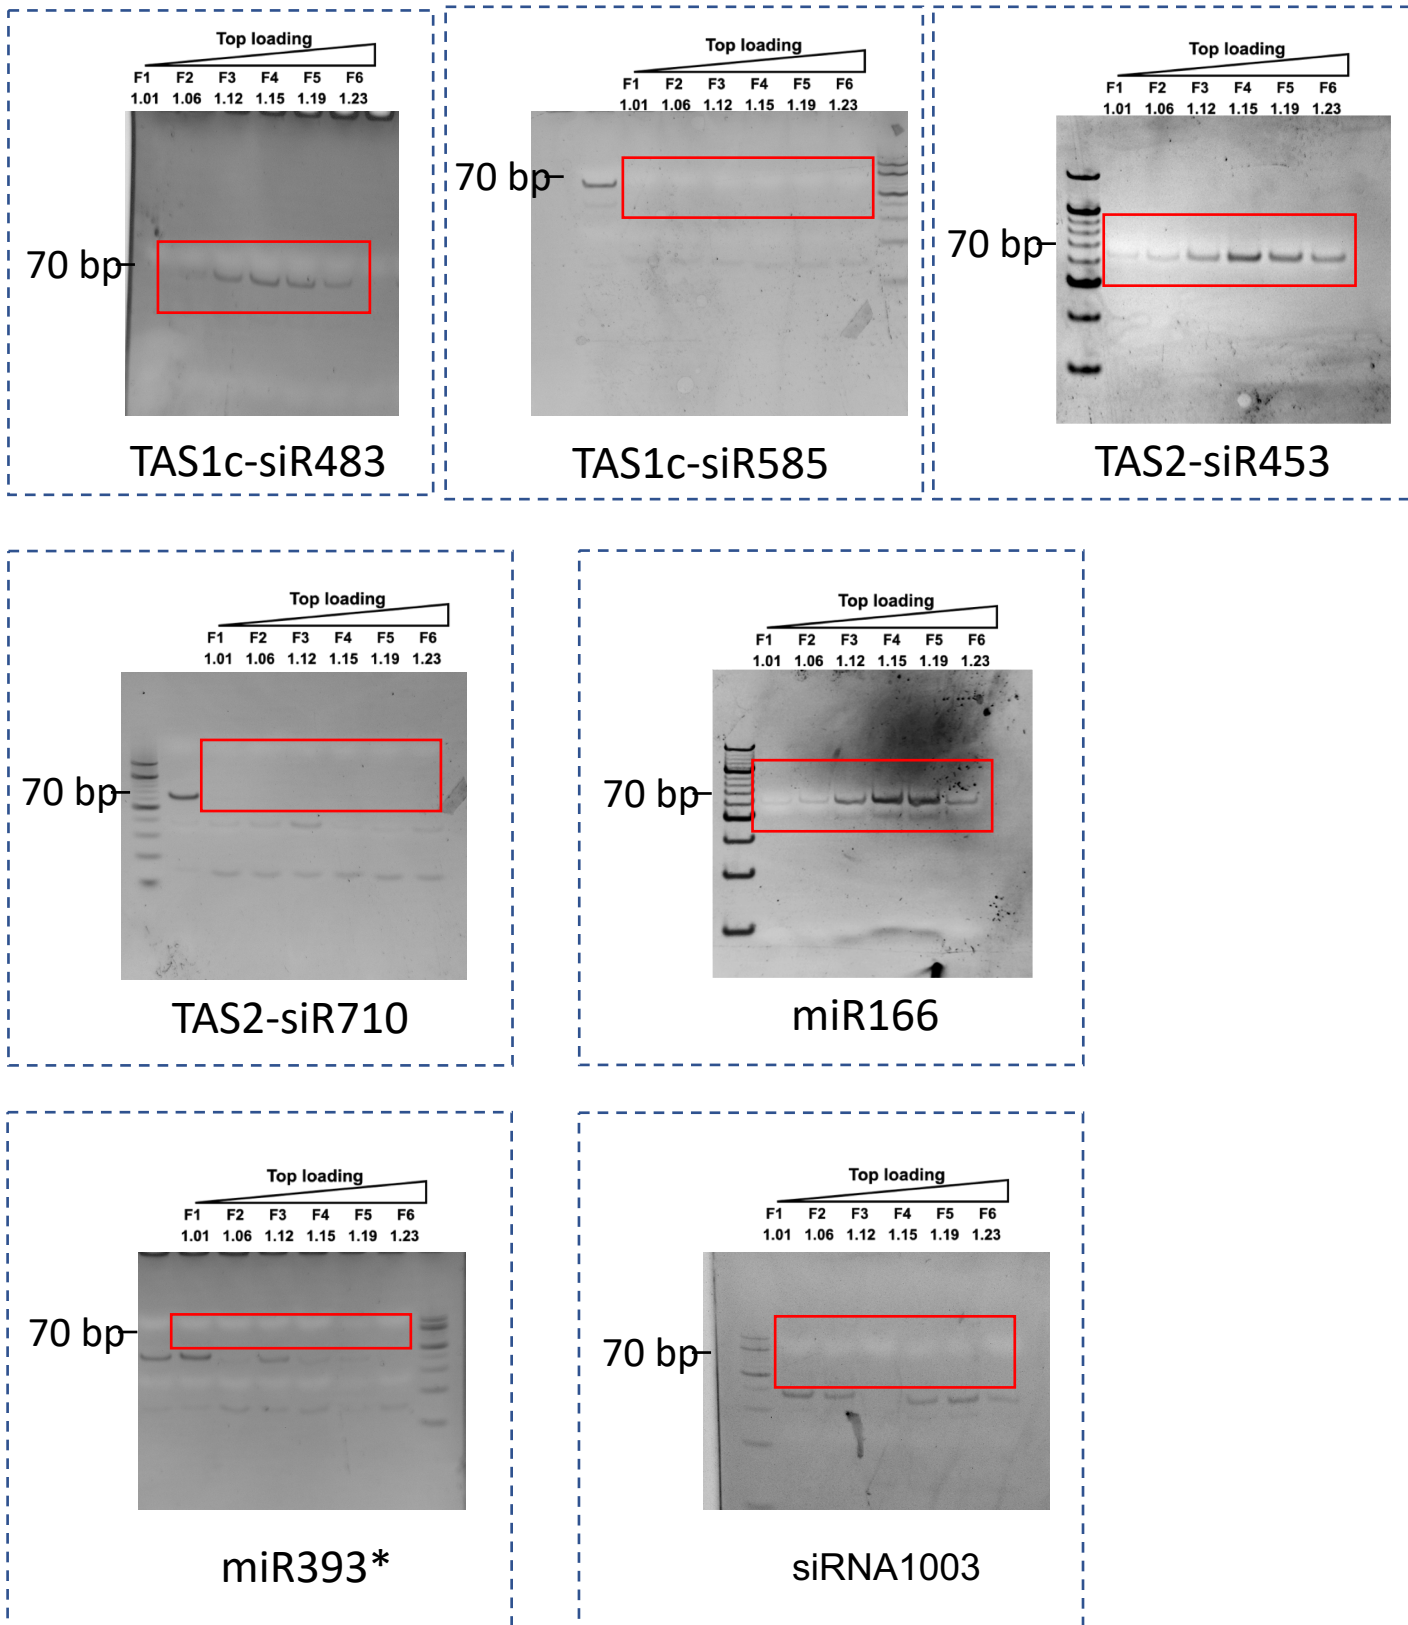 Top loading
F1 F2 F3 F4 F5 F6
1.01 1.06 1.12 1.15 1.19 1.23
70 bp
TAS1c-siR483
Top loading
F1 F2 F3 F4 F5 F6
1.01 1.06 1.12 1.15 1.19 1.23
70 bp
TAS1c-siR585
Top loading
F1 F2 F3 F4 F5 F6
1.01 1.06 1.12 1.15 1.19 1.23
70 bp
TAS2-siR453
Top loading
F1 F2 F3 F4 F5 F6
1.01 1.06 1.12 1.15 1.19 1.23
70 bp
TAS2-siR710
Top loading
F1 F2 F3 F4 F5 F6
1.01 1.06 1.12 1.15 1.19 1.23
70 bp
miR166
Top loading
F1 F2 F3 F4 F5 F6
1.01 1.06 1.12 1.15 1.19 1.23
70 bp
miR393*
Top loading
F1 F2 F3 F4 F5 F6
1.01 1.06 1.12 1.15 1.19 1.23
70 bp
siRNA1003